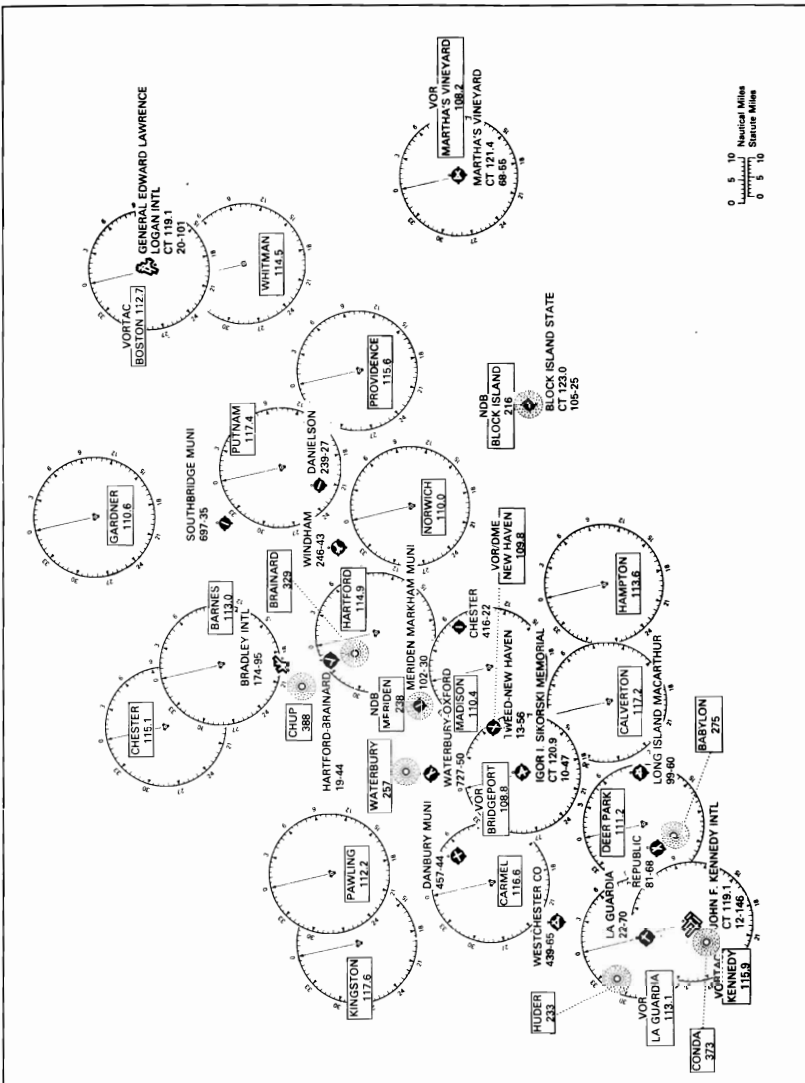 VORTAC
BOSTON 112.7
GENERAL EDWARD LAWRENCE
LOGAN INTL
CT 119.1
20-101
WHITMAN
114.5
VOR
MARTHA'S VINEYARD
108.2
MARTHA'S VINEYARD
CT 121.4
68-55
0 5 10 Nautical Miles
0 5 10 Statute Miles
GARDNER
110.6
SOUTHBRIDGE MUNI
697-35
PUTNAM
117.4
DANIELSON
239-27
PROVIDENCE
115.6
NDB
BLOCK ISLAND
216
BLOCK ISLAND STATE
CT 123.0
105-25
WINDHAM
246-43
NORWICH
110.0
CHESTER
115.1
BARNES
113.0
BRADLEY INTL
174-95
BRAINARD
329
HARTFORD
114.9
CHUP
388
HARTFORD-BRAINARD
19-44
NDB
MERIDEN
238
MERIDEN MARKHAM MUNI
102-30
CHESTER
416-22
VOR/DME
NEW HAVEN
109.8
MADISON
110.4
TWEED-NEW HAVEN
13-56
WATERBURY
257
WATERBURY-OXFORD
727-50
VOR
BRIDGEPORT
108.8
IGOR I. SIKORSKI MEMORIAL
CT 120.9
10-47
HAMPTON
113.6
CALVERTON
117.2
LONG ISLAND MACARTHUR
99-60
BABYLON
275
DEER PARK
111.2
REPUBLIC
81-68
PAWLING
112.2
KINGSTON
117.6
DANBURY MUNI
457-44
CARMEL
116.6
WESTCHESTER CO
439-65
LA GUARDIA
22-70
JOHN F. KENNEDY INTL
CT 119.1
12-146
HUDER
233
VOR
LA GUARDIA
113.1
VORTAC
KENNEDY
115.9
CONDA
373